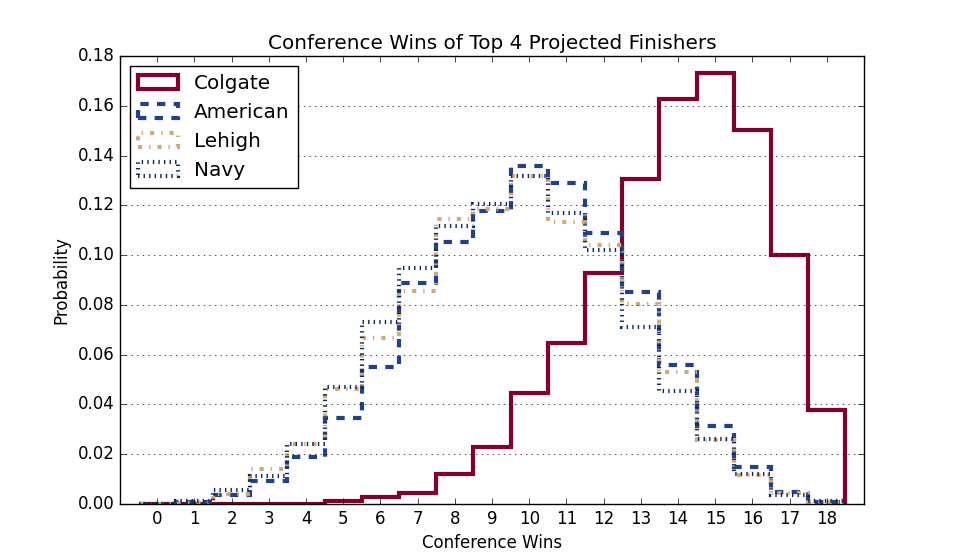 Conference Wins of Top 4 Projected Finishers
0.18
0.16
0.14
0.12
0.10
0.08
0.06
0.04
0.02
0.00
Probability
Colgate
American
Lehigh
Navy
0 1 2 3 4 5 6 7 8 9 10 11 12 13 14 15 16 17 18
Conference Wins